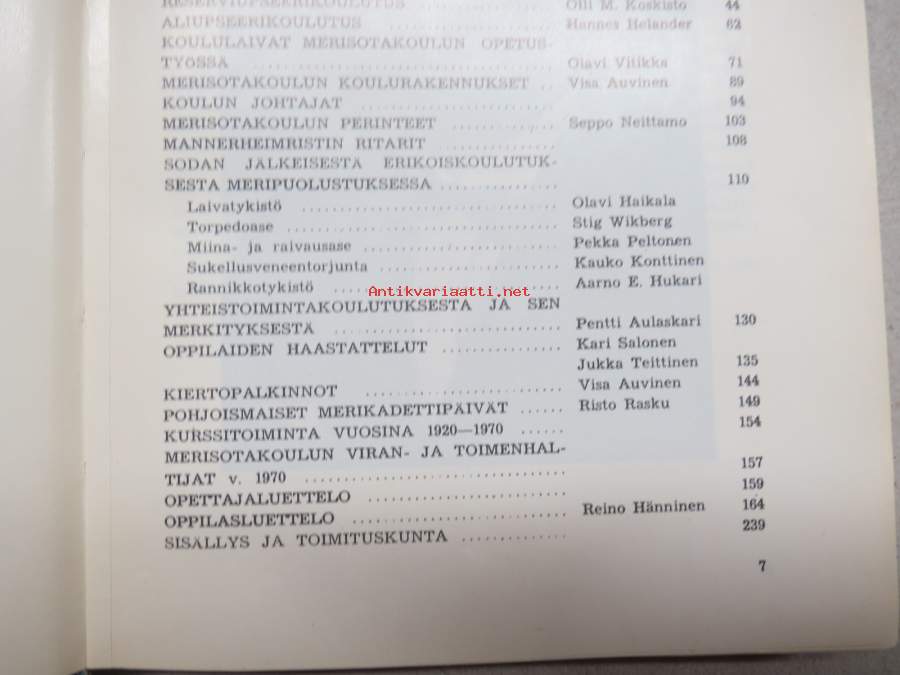 RESERVIUPSEERIKOULUTUS ............ Olli M. Koskisto 44
ALIUPSEERIKOULUTUS .................. Hannes Helander 62
KOULULAIVAT MERISOTAKOULUN OPETUS-
TYÖSSÄ .................................. Olavi Vitikka 71
MERISOTAKOULUN KOULURAKENNUKSET .. Visa Auvinen 89
KOULUN JOHTAJAT ...................... 94
MERISOTAKOULUN PERINTEET ............ Seppo Neittamo 103
MANNERHEIMRISTIN RITARIT .............. 108
SODAN JÄLKEISESTÄ ERIKOISKOULUTUK-
SESTA MERIPUOLUSTUKSESSA .............. 110
Laivatykistö .............................. Olavi Haikala
Torpedoase .............................. Stig Wikberg
Miina- ja raivausase ...................... Pekka Peltonen
Sukellusveneentorjunta .................... Kauko Konttinen
Rannikkotykistö .......................... Aarno E. Hukari
Antikvariaatti.net
YHTEISTOIMINTAKOULUTUKSESTA JA SEN
MERKITYKSESTÄ .......................... Pentti Aulaskari 130
OPPILAIDEN HAASTATTELUT .............. Kari Salonen
Jukka Teittinen 135
KIERTOPALKINNOT ...................... Visa Auvinen 144
POHJOISMAISET MERIKADETTIPÄIVÄT ...... Risto Rasku 149
KURSSITOIMINTA VUOSINA 1920—1970 ...... 154
MERISOTAKOULUN VIRAN- JA TOIMENHAL-
TIJAT v. 1970 .............................. 157
OPETTAJALUETTELO ...................... 159
OPPILASLUETTELO ........................ Reino Hänninen 164
SISÄLLYS JA TOIMITUSKUNTA .............. 239
7